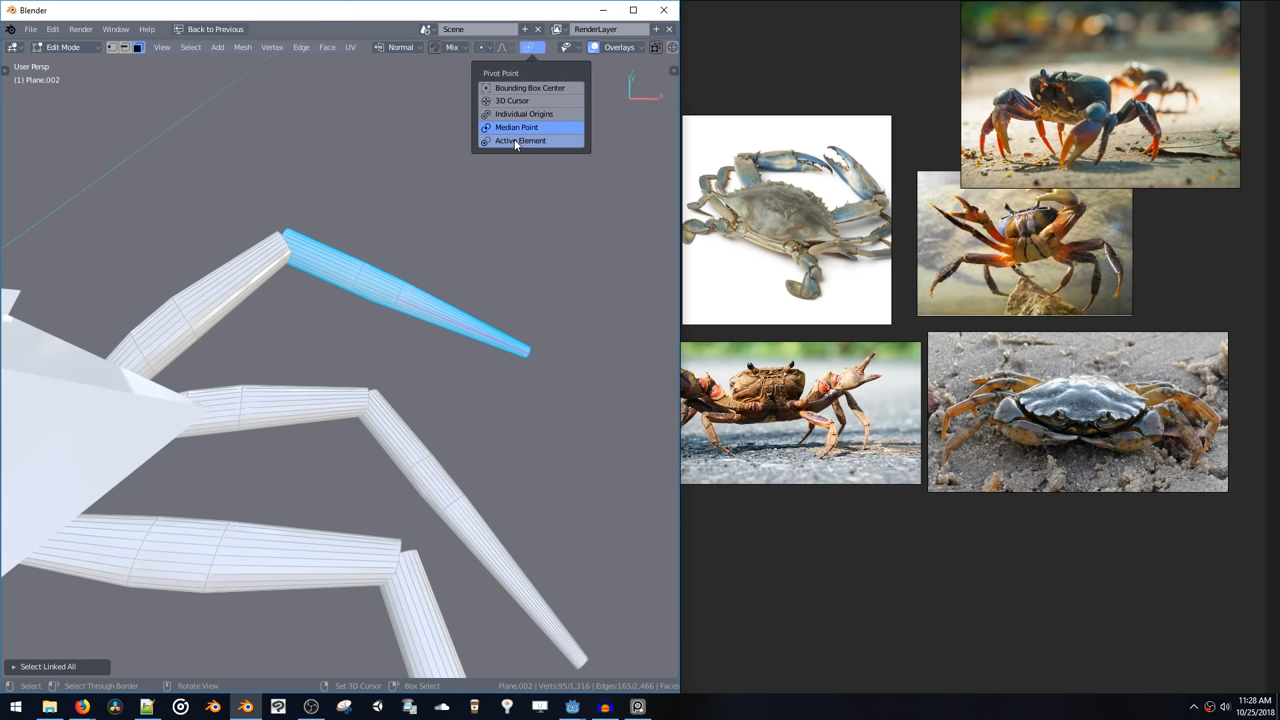 Blender
File Edit Render Window Help Back to Previous Scene RenderLayer
Edit Mode View Select Add Mesh Vertex Edge Face UV Normal Mix Overlays
User Persp
(1) Plane.002
Pivot Point
Bounding Box Center
3D Cursor
Individual Origins
Median Point
Active Element
Select Linked All
Select Select Through Border Rotate View Set 3D Cursor Box Select Plane.002 | Verts:95/1,316 | Edges:165/2,466 | Faces
11:28 AM
10/25/2018